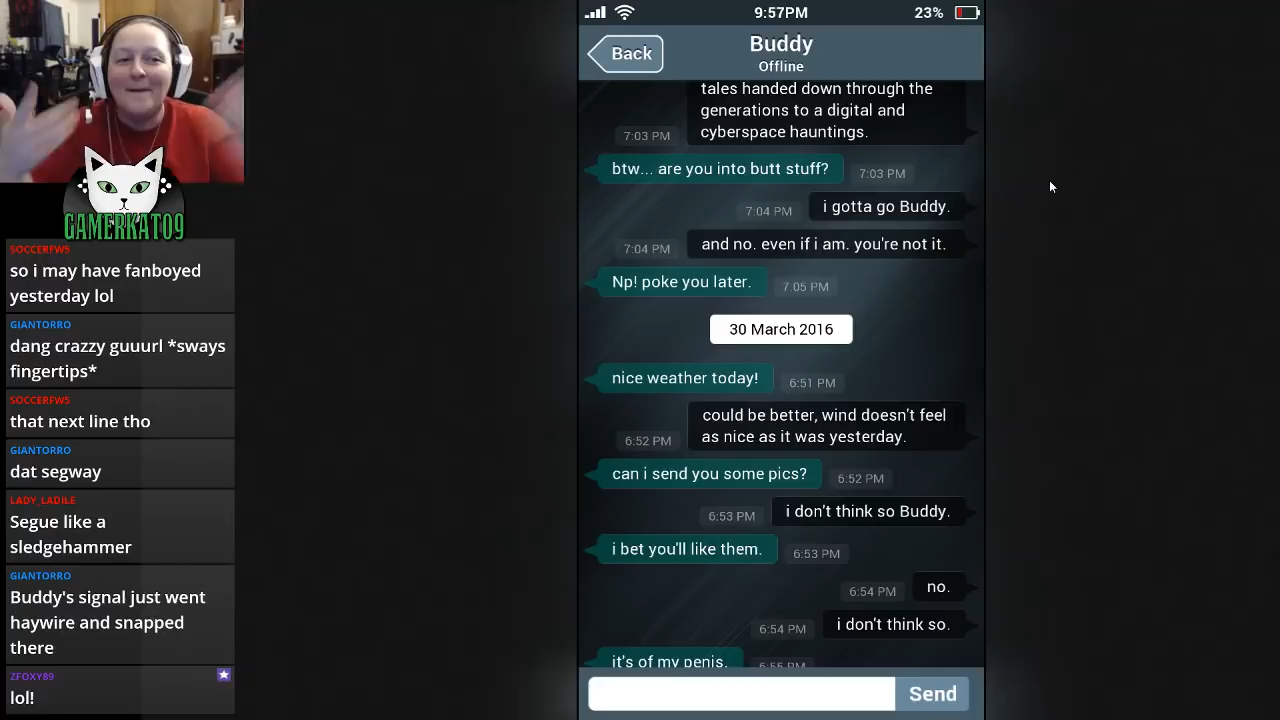 9:57PM
23%
Back
Buddy
Offline
tales handed down through the
generations to a digital and
cyberspace hauntings.
7:03 PM
btw... are you into butt stuff?
7:03 PM
i gotta go Buddy.
7:04 PM
and no. even if i am. you're not it.
7:04 PM
Np! poke you later.
7:05 PM
30 March 2016
nice weather today!
6:51 PM
could be better, wind doesn't feel
as nice as it was yesterday.
6:52 PM
can i send you some pics?
6:52 PM
i don't think so Buddy.
6:53 PM
i bet you'll like them.
6:53 PM
no.
6:54 PM
i don't think so.
6:54 PM
it's of my penis.
6:55 PM
Send
GAMERKAT09
SOCCERFW5
so i may have fanboyed
yesterday lol
GIANTORRO
dang crazzy guuurl *sways
fingertips*
SOCCERFW5
that next line tho
GIANTORRO
dat segway
LADY_LADILE
Segue like a
sledgehammer
GIANTORRO
Buddy's signal just went
haywire and snapped
there
ZFOXY89
lol!